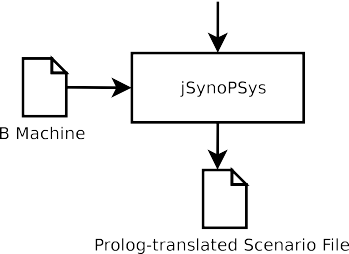 jSynoPSys
B Machine
Prolog-translated Scenario File